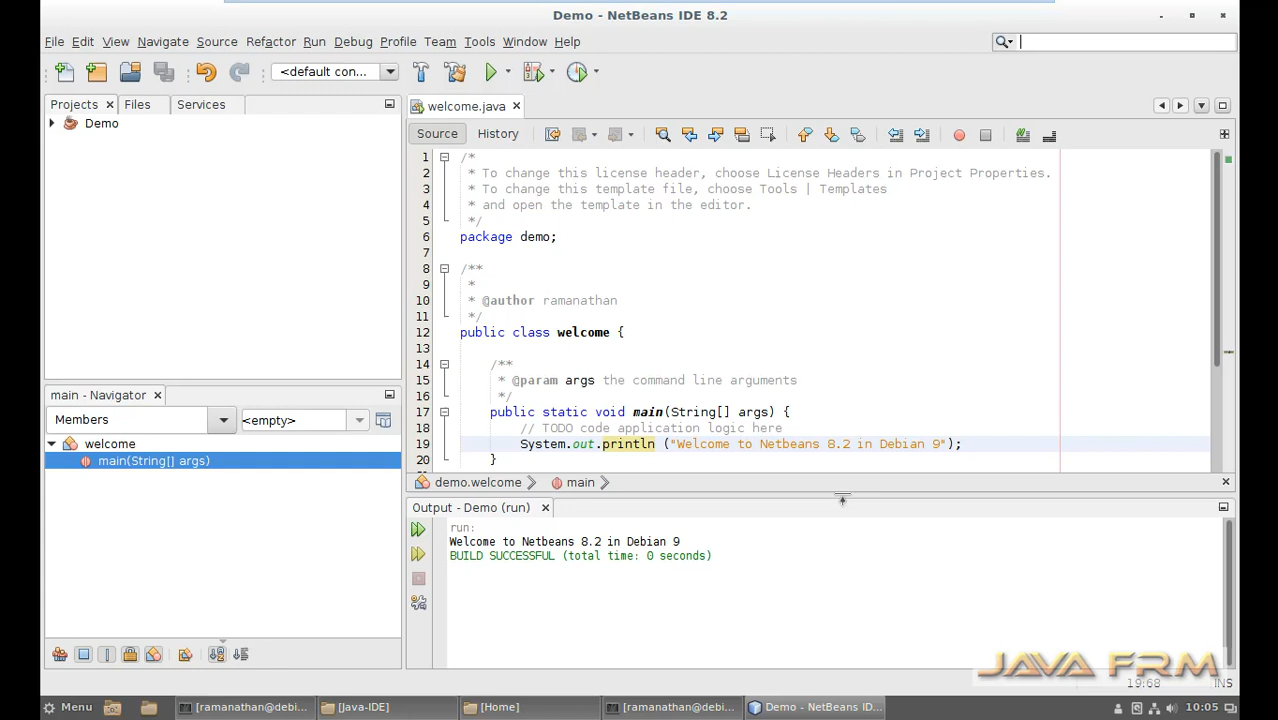 Demo - NetBeans IDE 8.2
File Edit View Navigate Source Refactor Run Debug Profile Team Tools Window Help
<default con...
Projects Files Services
Demo
main - Navigator
Members <empty>
welcome
main(String[] args)
welcome.java
Source History
1 /*
2 * To change this license header, choose License Headers in Project Properties.
3 * To change this template file, choose Tools | Templates
4 * and open the template in the editor.
5 */
6 package demo;
7
8 /**
9 *
10 * @author ramanathan
11 */
12 public class welcome {
13
14 /**
15 * @param args the command line arguments
16 */
17 public static void main(String[] args) {
18 // TODO code application logic here
19 System.out.println ("Welcome to Netbeans 8.2 in Debian 9");
20 }
demo.welcome main
Output - Demo (run)
run:
Welcome to Netbeans 8.2 in Debian 9
BUILD SUCCESSFUL (total time: 0 seconds)
JAVA FRM
19:68 INS
Menu [ramanathan@debi... [Java-IDE] [Home] [ramanathan@debi... Demo - NetBeans ID... 10:05